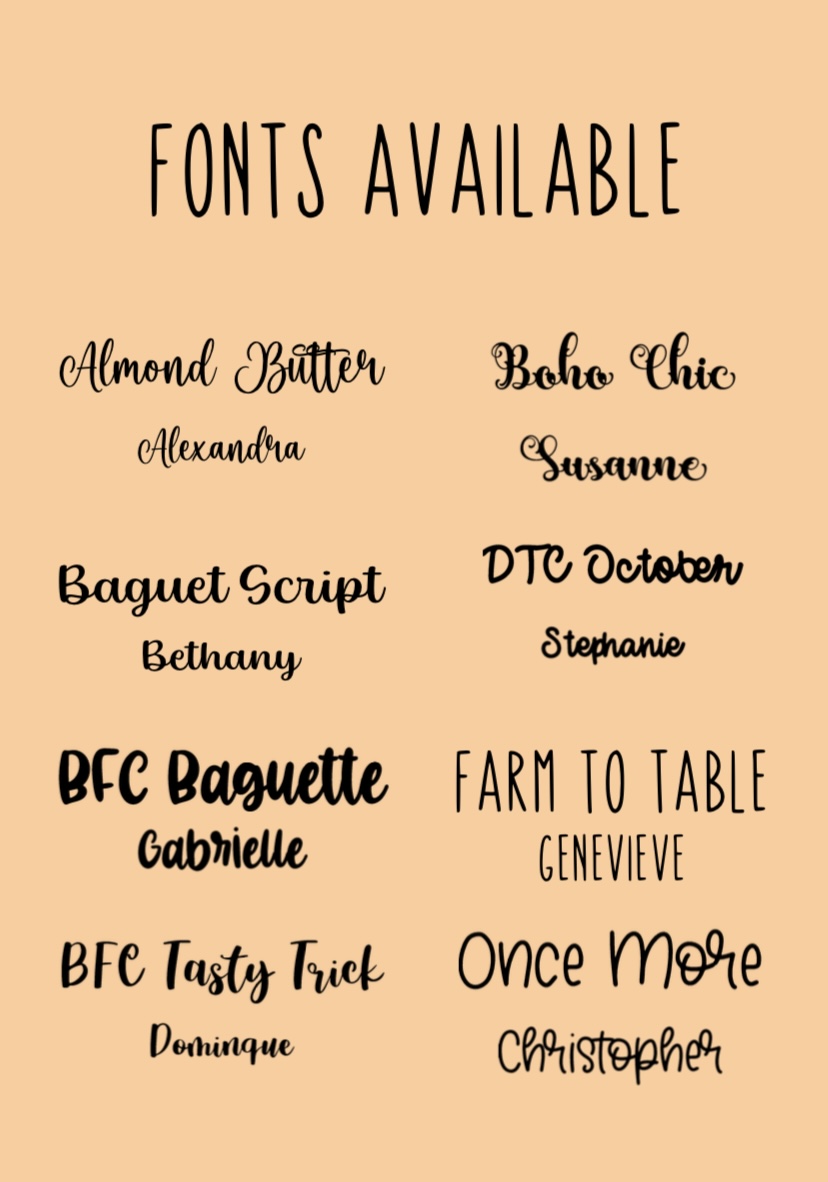 FONTS AVAILABLE
Almond Butter
Alexandra
Baguet Script
Bethany
BFC Baguette
Gabrielle
BFC Tasty Trick
Dominque
Boho Chic
Susanne
DTC October
Stephanie
FARM TO TABLE
GENEVIEVE
Once More
Christopher